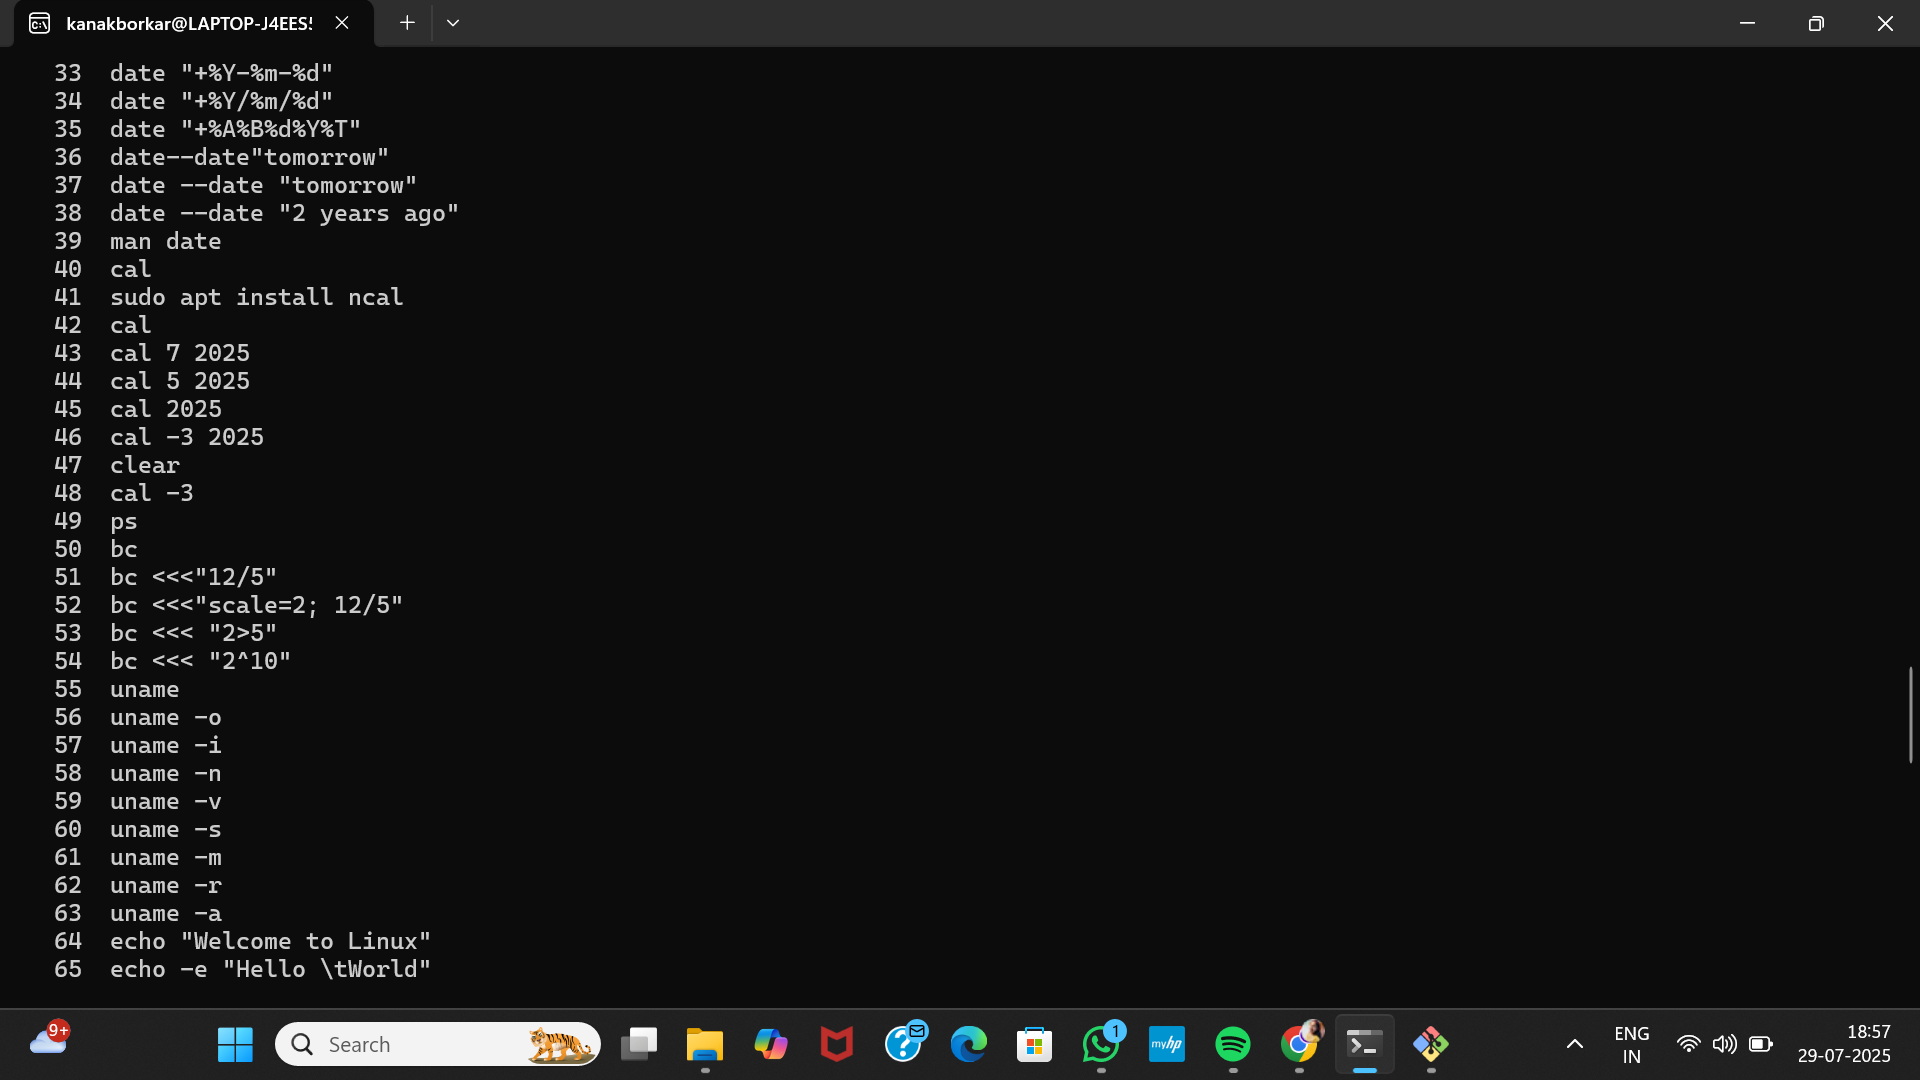 kanakborkar@LAPTOP-J4EES
33 date "+%Y-%m-%d"
34 date "+%Y/%m/%d"
35 date "+%A%B%d%Y%T"
36 date--date"tomorrow"
37 date --date "tomorrow"
38 date --date "2 years ago"
39 man date
40 cal
41 sudo apt install ncal
42 cal
43 cal 7 2025
44 cal 5 2025
45 cal 2025
46 cal -3 2025
47 clear
48 cal -3
49 ps
50 bc
51 bc <<<"12/5"
52 bc <<<"scale=2; 12/5"
53 bc <<< "2>5"
54 bc <<< "2^10"
55 uname
56 uname -o
57 uname -i
58 uname -n
59 uname -v
60 uname -s
61 uname -m
62 uname -r
63 uname -a
64 echo "Welcome to Linux"
65 echo -e "Hello \tWorld"
9+
Search
1
myhp
ENG
IN
18:57
29-07-2025